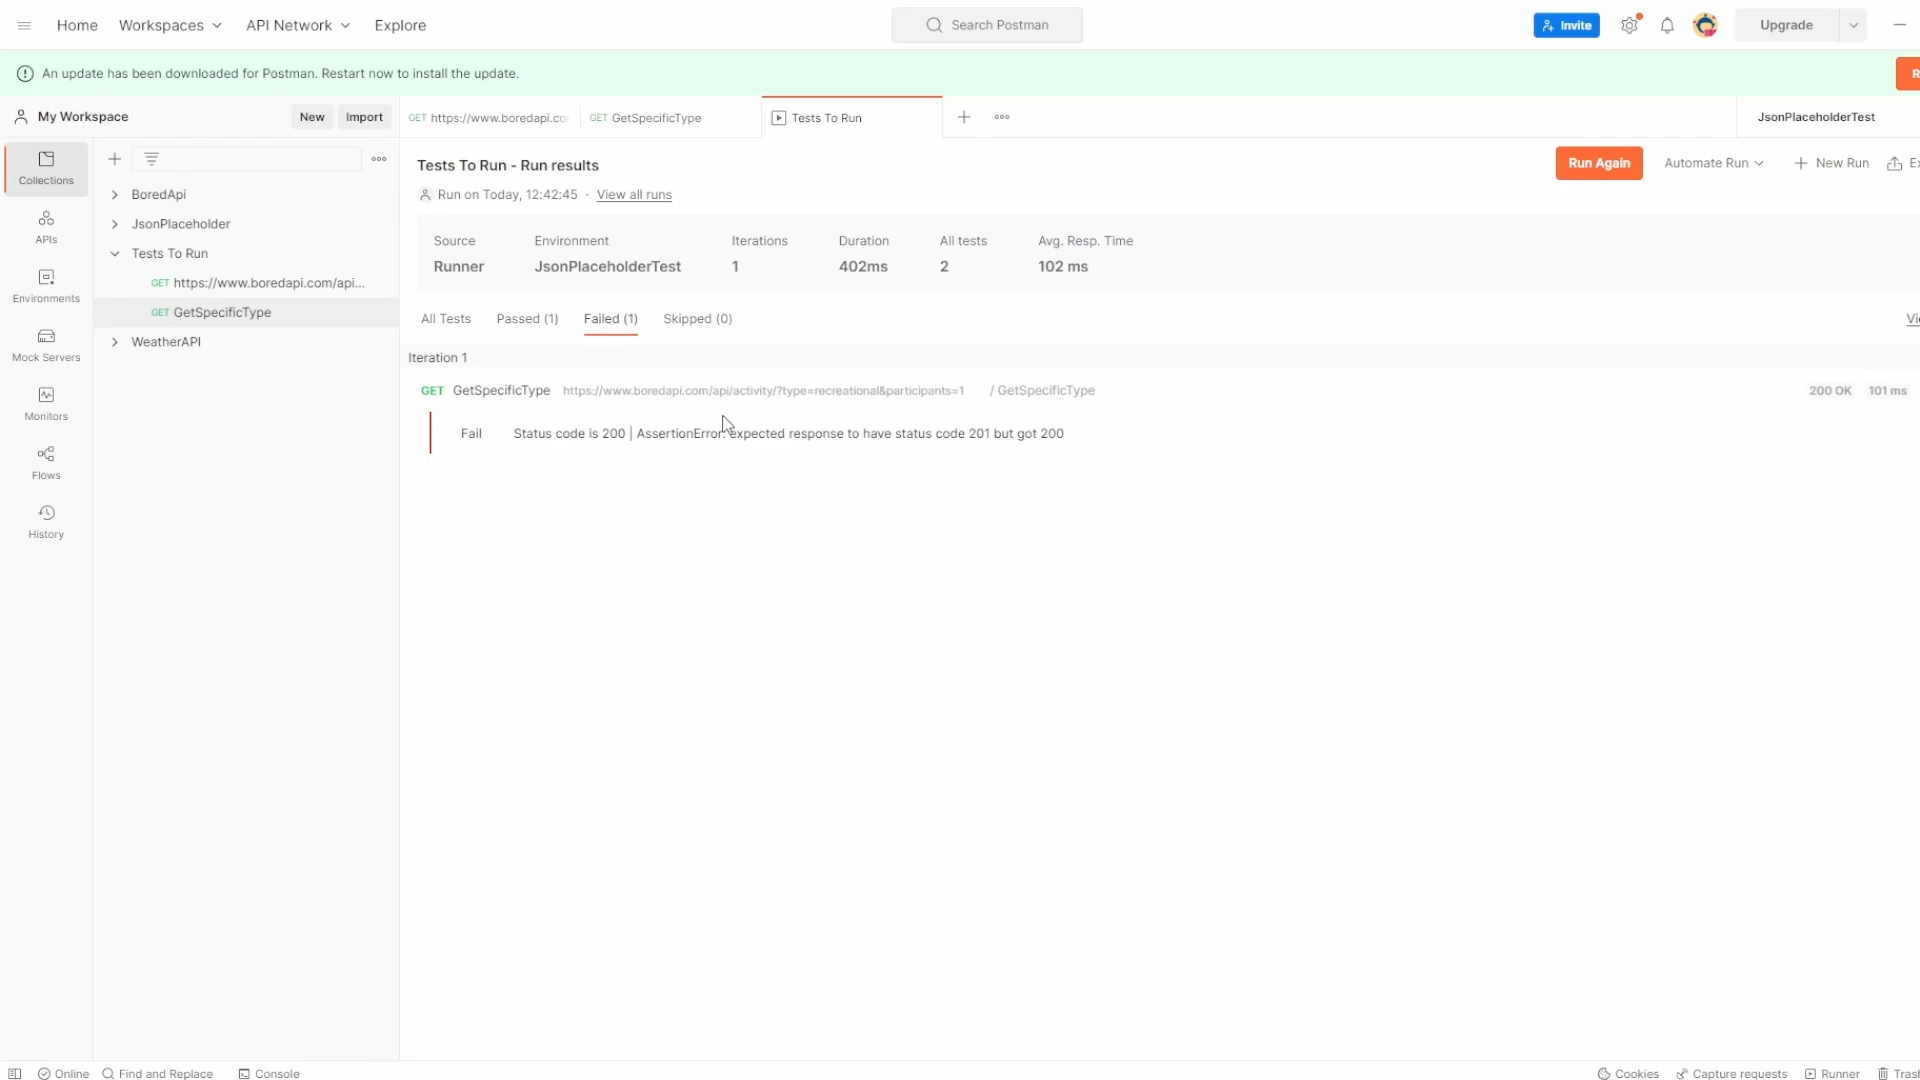 Home Workspaces API Network Explore Search Postman Invite Upgrade
An update has been downloaded for Postman. Restart now to install the update.
My Workspace New Import GET https://www.boredapi.co GET GetSpecificType Tests To Run JsonPlaceholderTest
Collections
APIs
Environments
Mock Servers
Monitors
Flows
History
BoredApi
JsonPlaceholder
Tests To Run
GET https://www.boredapi.com/api...
GET GetSpecificType
WeatherAPI
Tests To Run - Run results
Run Again Automate Run New Run
Run on Today, 12:42:45 · View all runs
Source Environment Iterations Duration All tests Avg. Resp. Time
Runner JsonPlaceholderTest 1 402ms 2 102 ms
All Tests Passed (1) Failed (1) Skipped (0)
Iteration 1
GET GetSpecificType https://www.boredapi.com/api/activity/?type=recreational&participants=1 / GetSpecificType 200 OK 101 ms
Fail Status code is 200 | AssertionError: expected response to have status code 201 but got 200
Online Find and Replace Console Cookies Capture requests Runner Trash